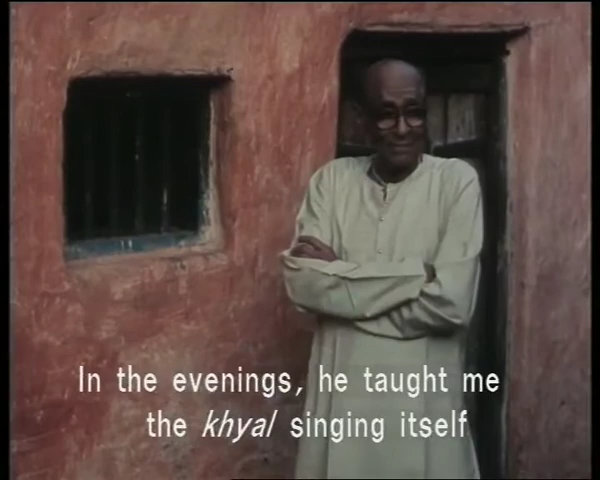 In the evenings, he taught me
the khyal singing itself